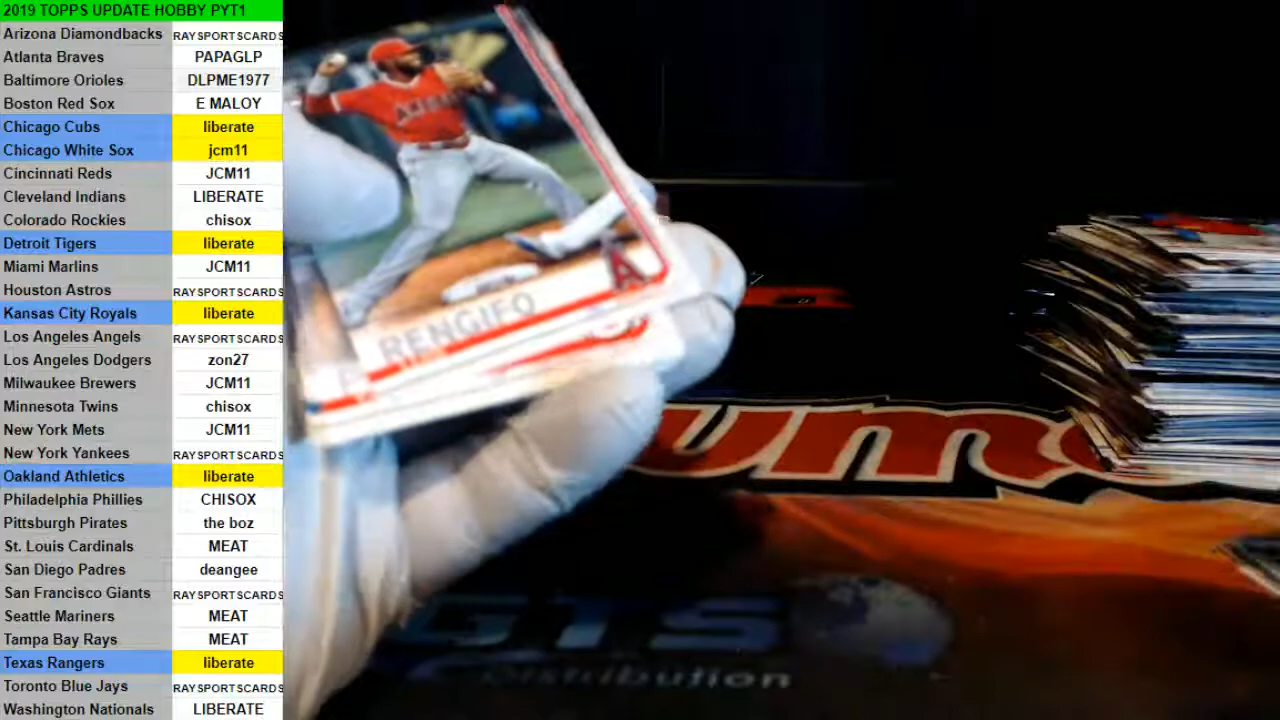 2019 TOPPS UPDATE HOBBY PYT1
Arizona Diamondbacks RAYSPORTSCARDS
Atlanta Braves PAPAGLP
Baltimore Orioles DLPME1977
Boston Red Sox E MALOY
Chicago Cubs liberate
Chicago White Sox jcm11
Cincinnati Reds JCM11
Cleveland Indians LIBERATE
Colorado Rockies chisox
Detroit Tigers liberate
Miami Marlins JCM11
Houston Astros RAYSPORTSCARDS
Kansas City Royals liberate
Los Angeles Angels RAYSPORTSCARDS
Los Angeles Dodgers zon27
Milwaukee Brewers JCM11
Minnesota Twins chisox
New York Mets JCM11
New York Yankees RAYSPORTSCARDS
Oakland Athletics liberate
Philadelphia Phillies CHISOX
Pittsburgh Pirates the boz
St. Louis Cardinals MEAT
San Diego Padres deangee
San Francisco Giants RAYSPORTSCARDS
Seattle Mariners MEAT
Tampa Bay Rays MEAT
Texas Rangers liberate
Toronto Blue Jays RAYSPORTSCARDS
Washington Nationals LIBERATE
RENGIFO
A
GTS
Distribution